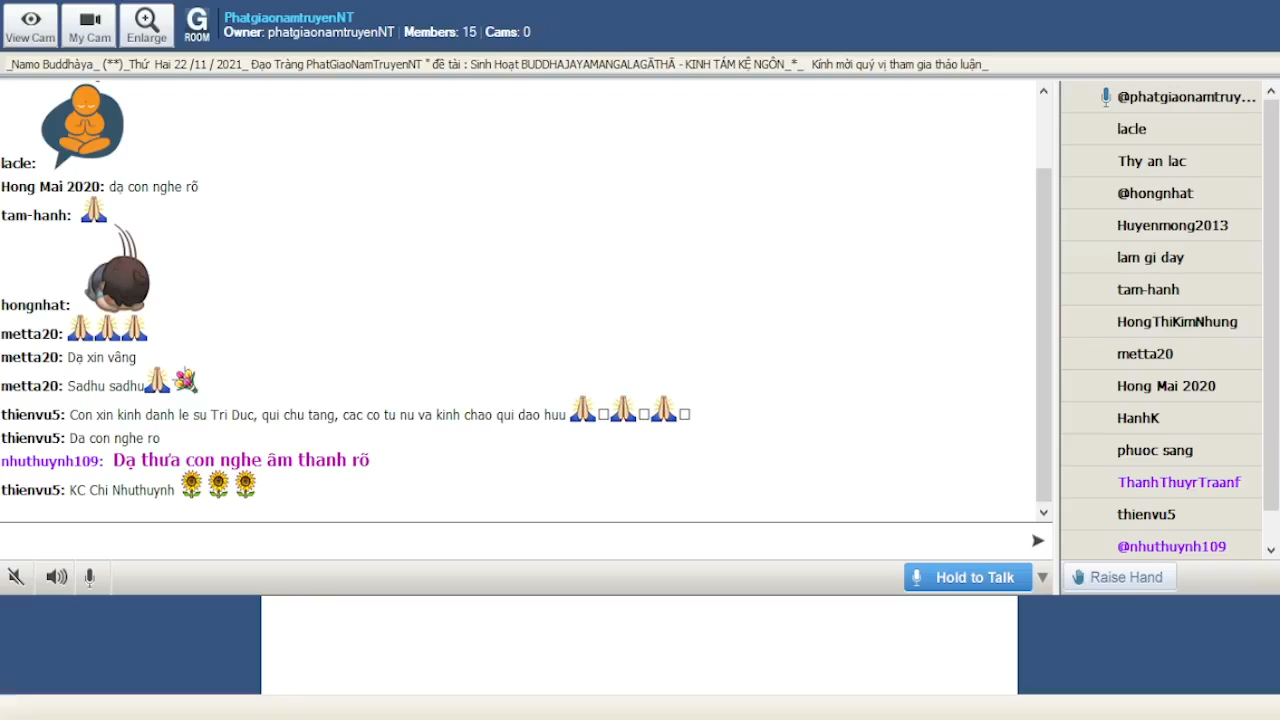 View Cam
My Cam
Enlarge
G
ROOM
PhatgiaonamtruyenNT
Owner: phatgiaonamtruyenNT | Members: 15 | Cams: 0
_Namo Buddhàya_ (**)_Thứ Hai 22 /11 / 2021_ Đạo Tràng PhatGiaoNamTruyenNT " đề tài : Sinh Hoạt BUDDHAJAYAMANGALAGĀTHĀ - KINH TÁM KỆ NGÔN_*_ Kính mời quý vị tham gia thảo luận_
lacle:
Hong Mai 2020: dạ con nghe rõ
tam-hanh:
hongnhat:
metta20:
metta20: Dạ xin vâng
metta20: Sadhu sadhu
thienvu5: Con xin kinh danh le su Tri Duc, qui chu tang, cac co tu nu va kinh chao qui dao huu
thienvu5: Da con nghe ro
nhuthuynh109: Dạ thưa con nghe âm thanh rõ
thienvu5: KC Chi Nhuthuynh
@phatgiaonamtruy...
lacle
Thy an lac
@hongnhat
Huyenmong2013
lam gi day
tam-hanh
HongThiKimNhung
metta20
Hong Mai 2020
HanhK
phuoc sang
ThanhThuyrTraanf
thienvu5
@nhuthuynh109
Hold to Talk
Raise Hand